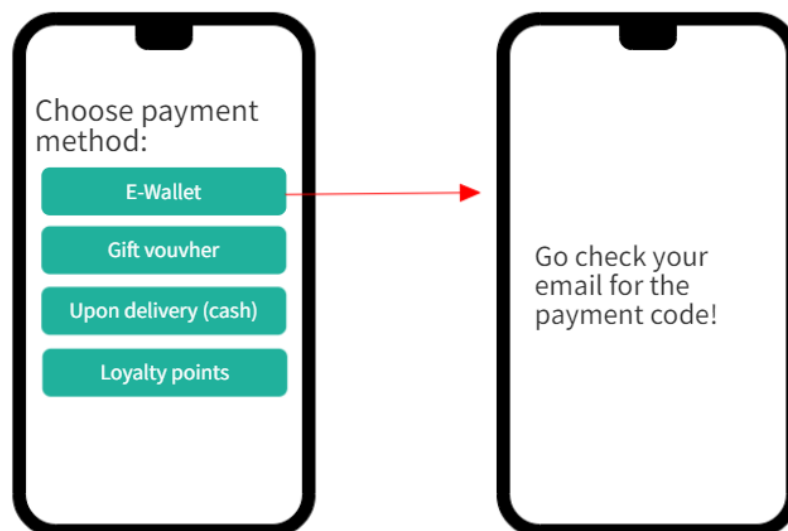 Choose payment
method:
E-Wallet
Gift vouvher
Upon delivery (cash)
Loyalty points
Go check your
email for the
payment code!